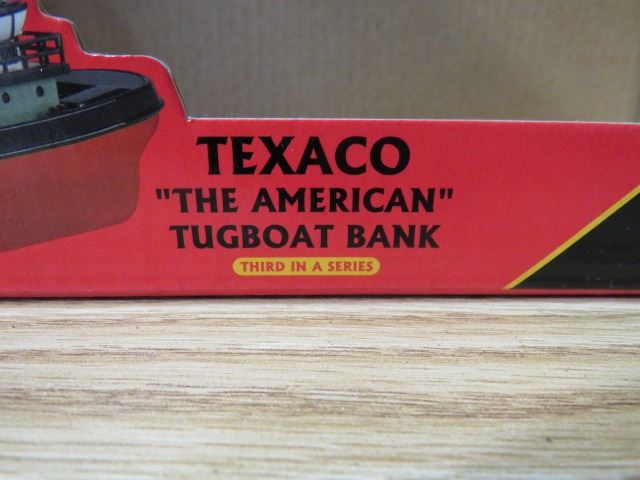 TEXACO
"THE AMERICAN"
TUGBOAT BANK
THIRD IN A SERIES